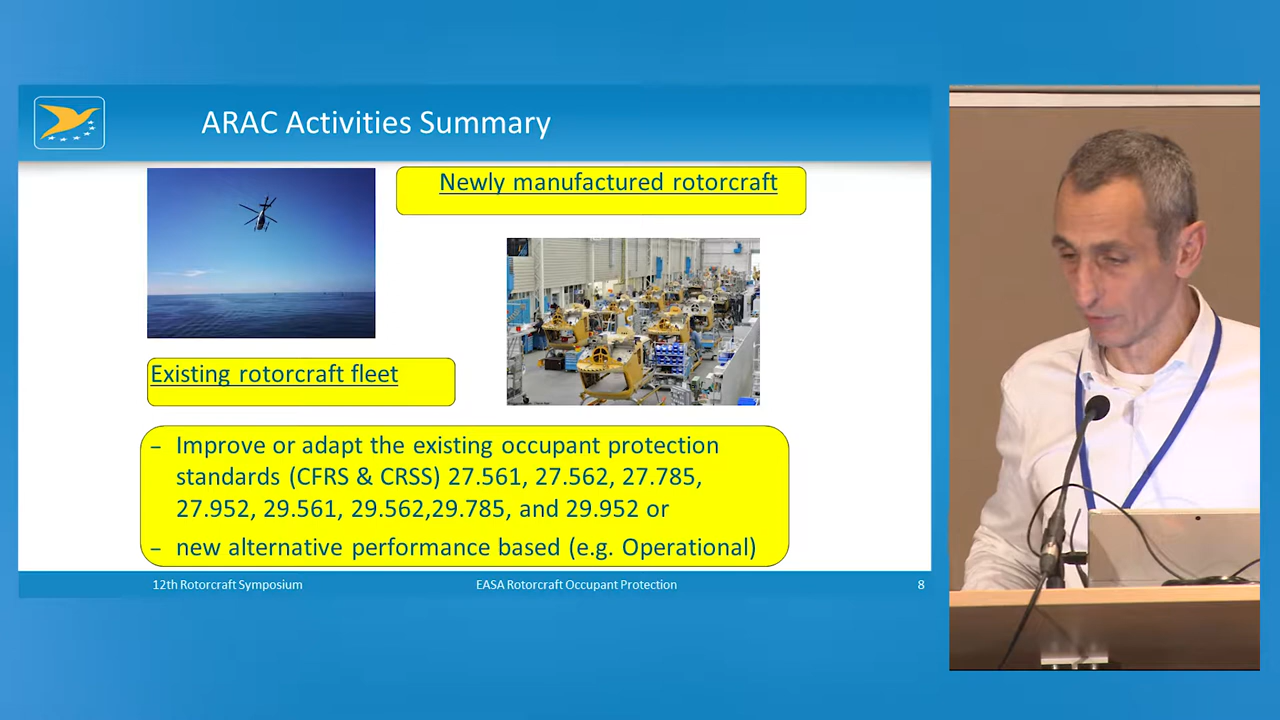 ARAC Activities Summary
Newly manufactured rotorcraft
Existing rotorcraft fleet
– Improve or adapt the existing occupant protection
standards (CFRS & CRSS) 27.561, 27.562, 27.785,
27.952, 29.561, 29.562,29.785, and 29.952 or
– new alternative performance based (e.g. Operational)
12th Rotorcraft Symposium
EASA Rotorcraft Occupant Protection
8